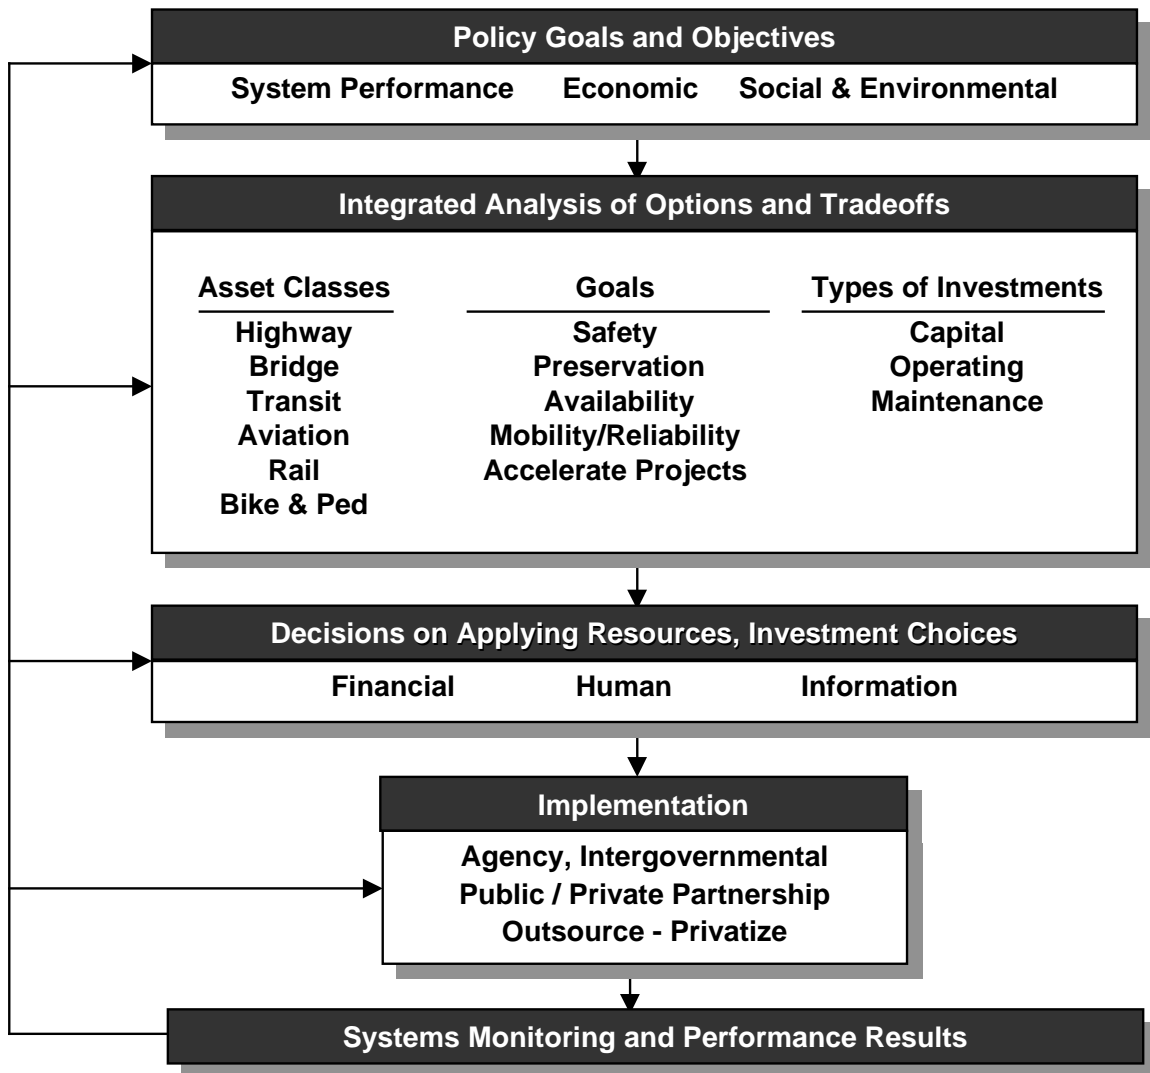 Policy Goals and Objectives
System Performance Economic Social & Environmental
Integrated Analysis of Options and Tradeoffs
Asset Classes Goals Types of Investments
Highway Safety Capital
Bridge Preservation Operating
Transit Availability Maintenance
Aviation Mobility/Reliability
Rail Accelerate Projects
Bike & Ped
Decisions on Applying Resources, Investment Choices
Financial Human Information
Implementation
Agency, Intergovernmental
Public / Private Partnership
Outsource - Privatize
Systems Monitoring and Performance Results